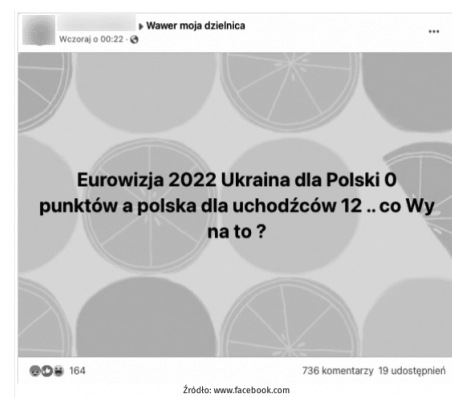 Wawer moja dzielnica
Wczoraj o 00:22 ·
Eurowizja 2022 Ukraina dla Polski 0
punktów a polska dla uchodźców 12 .. co Wy
na to ?
164
736 komentarzy 19 udostępnień
Źródło: www.facebook.com